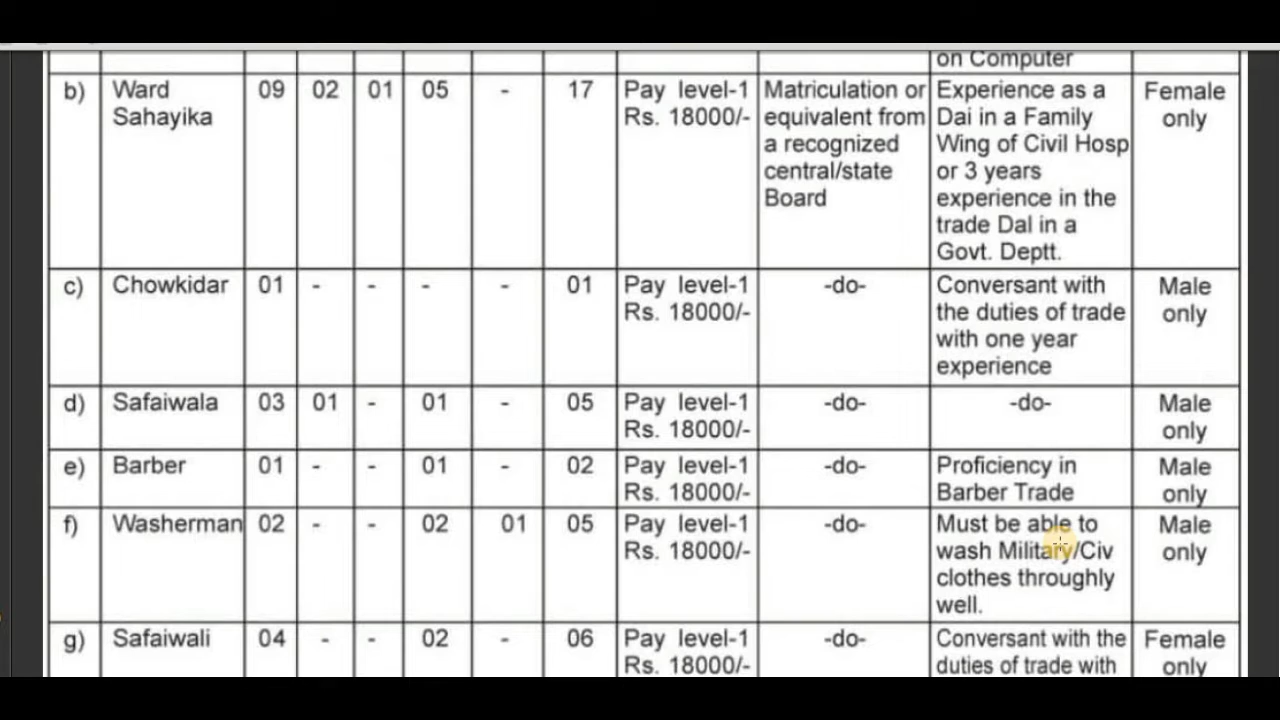 on Computer
b) Ward Sahayika 09 02 01 05 - 17 Pay level-1 Rs. 18000/- Matriculation or equivalent from a recognized central/state Board Experience as a Dai in a Family Wing of Civil Hosp or 3 years experience in the trade Dal in a Govt. Deptt. Female only
c) Chowkidar 01 - - - - 01 Pay level-1 Rs. 18000/- -do- Conversant with the duties of trade with one year experience Male only
d) Safaiwala 03 01 - 01 - 05 Pay level-1 Rs. 18000/- -do- -do- Male only
e) Barber 01 - - 01 - 02 Pay level-1 Rs. 18000/- -do- Proficiency in Barber Trade Male only
f) Washerman 02 - - 02 01 05 Pay level-1 Rs. 18000/- -do- Must be able to wash Military/Civ clothes throughly well. Male only
g) Safaiwali 04 - - 02 - 06 Pay level-1 Rs. 18000/- -do- Conversant with the duties of trade with Female only